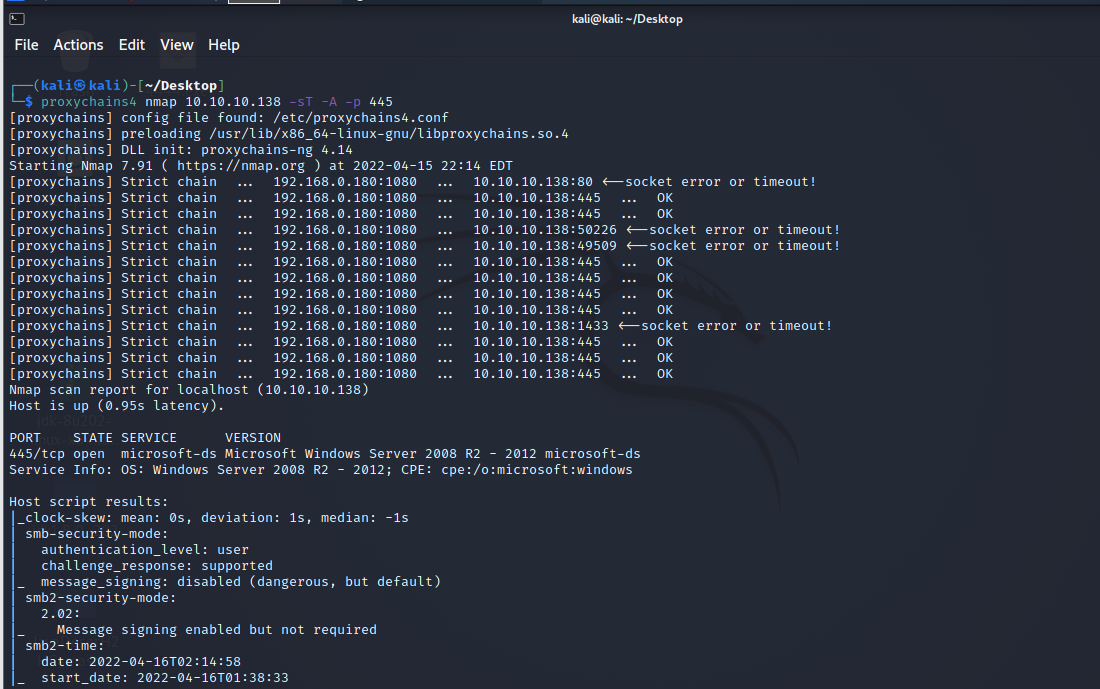 kali@kali: ~/Desktop
File Actions Edit View Help
┌──(kali㉿kali)-[~/Desktop]
└─$ proxychains4 nmap 10.10.10.138 -sT -A -p 445
[proxychains] config file found: /etc/proxychains4.conf
[proxychains] preloading /usr/lib/x86_64-linux-gnu/libproxychains.so.4
[proxychains] DLL init: proxychains-ng 4.14
Starting Nmap 7.91 ( https://nmap.org ) at 2022-04-15 22:14 EDT
[proxychains] Strict chain  ...  192.168.0.180:1080  ...  10.10.10.138:80 <--socket error or timeout!
[proxychains] Strict chain  ...  192.168.0.180:1080  ...  10.10.10.138:445  ...  OK
[proxychains] Strict chain  ...  192.168.0.180:1080  ...  10.10.10.138:445  ...  OK
[proxychains] Strict chain  ...  192.168.0.180:1080  ...  10.10.10.138:50226 <--socket error or timeout!
[proxychains] Strict chain  ...  192.168.0.180:1080  ...  10.10.10.138:49509 <--socket error or timeout!
[proxychains] Strict chain  ...  192.168.0.180:1080  ...  10.10.10.138:445  ...  OK
[proxychains] Strict chain  ...  192.168.0.180:1080  ...  10.10.10.138:445  ...  OK
[proxychains] Strict chain  ...  192.168.0.180:1080  ...  10.10.10.138:445  ...  OK
[proxychains] Strict chain  ...  192.168.0.180:1080  ...  10.10.10.138:445  ...  OK
[proxychains] Strict chain  ...  192.168.0.180:1080  ...  10.10.10.138:1433 <--socket error or timeout!
[proxychains] Strict chain  ...  192.168.0.180:1080  ...  10.10.10.138:445  ...  OK
[proxychains] Strict chain  ...  192.168.0.180:1080  ...  10.10.10.138:445  ...  OK
[proxychains] Strict chain  ...  192.168.0.180:1080  ...  10.10.10.138:445  ...  OK
Nmap scan report for localhost (10.10.10.138)
Host is up (0.95s latency).
PORT    STATE SERVICE      VERSION
445/tcp open  microsoft-ds Microsoft Windows Server 2008 R2 - 2012 microsoft-ds
Service Info: OS: Windows Server 2008 R2 - 2012; CPE: cpe:/o:microsoft:windows
Host script results:
|_clock-skew: mean: 0s, deviation: 1s, median: -1s
| smb-security-mode:
|   authentication_level: user
|   challenge_response: supported
|_  message_signing: disabled (dangerous, but default)
| smb2-security-mode:
|   2.02:
|_    Message signing enabled but not required
| smb2-time:
|   date: 2022-04-16T02:14:58
|_  start_date: 2022-04-16T01:38:33